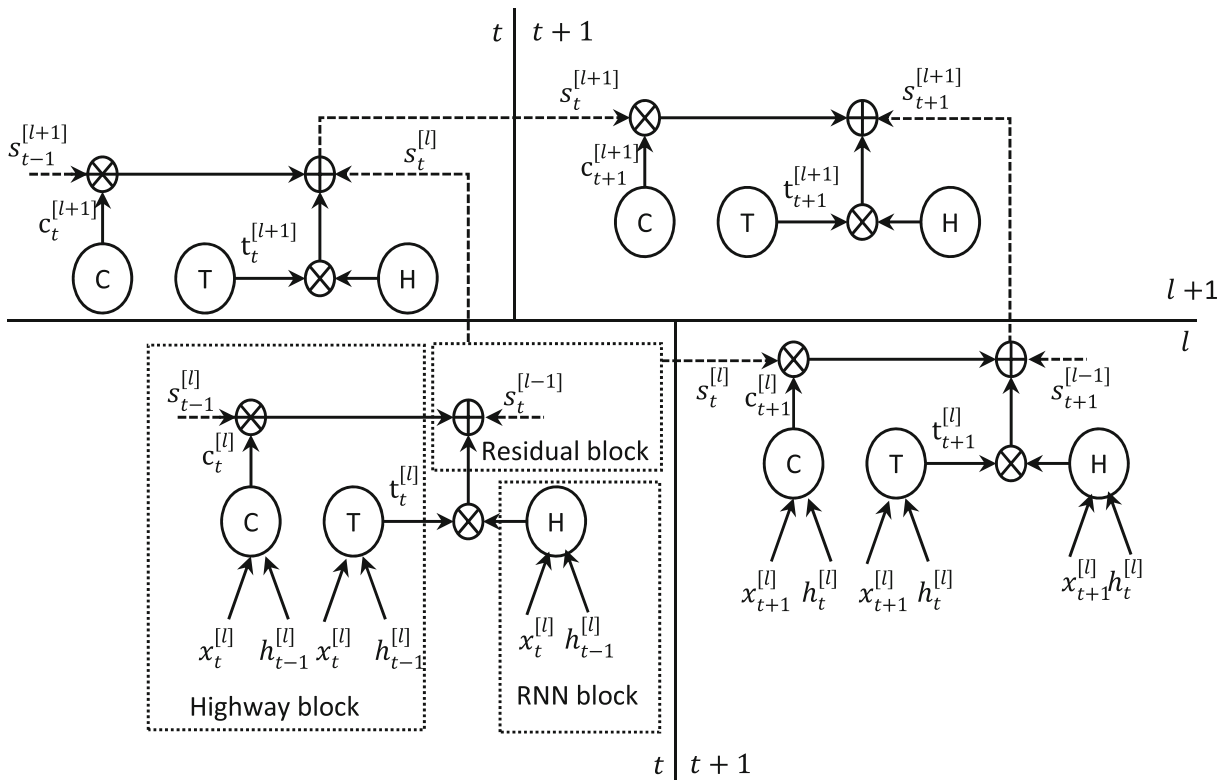 t t + 1
s_{t-1}^{[l+1]} s_t^{[l]}
c_t^{[l+1]} t_t^{[l+1]}
C T H
s_t^{[l+1]} s_{t+1}^{[l+1]}
c_{t+1}^{[l+1]} t_{t+1}^{[l+1]}
C T H
l + 1
l
s_{t-1}^{[l]} s_t^{[l-1]}
c_t^{[l]} Residual block
t_t^{[l]}
C T H
x_t^{[l]} h_{t-1}^{[l]} x_t^{[l]} h_{t-1}^{[l]} x_t^{[l]} h_{t-1}^{[l]}
Highway block RNN block
s_t^{[l]} c_{t+1}^{[l]} s_{t+1}^{[l-1]}
t_{t+1}^{[l]}
C T H
x_{t+1}^{[l]} h_t^{[l]} x_{t+1}^{[l]} h_t^{[l]} x_{t+1}^{[l]} h_t^{[l]}
t t + 1